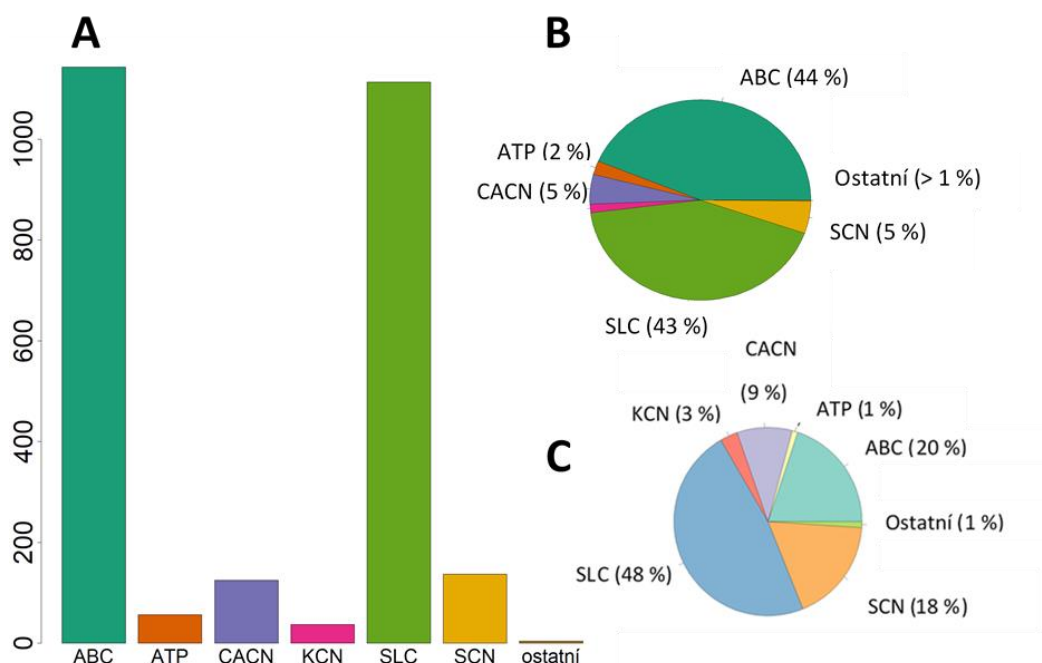 A
1000
800
600
400
200
0
ABC
ATP
CACN
KCN
SLC
SCN
ostatní
B
ABC (44 %)
ATP (2 %)
CACN (5 %)
Ostatní (> 1 %)
SCN (5 %)
SLC (43 %)
C
CACN
(9 %)
KCN (3 %)
ATP (1 %)
ABC (20 %)
Ostatní (1 %)
SLC (48 %)
SCN (18 %)